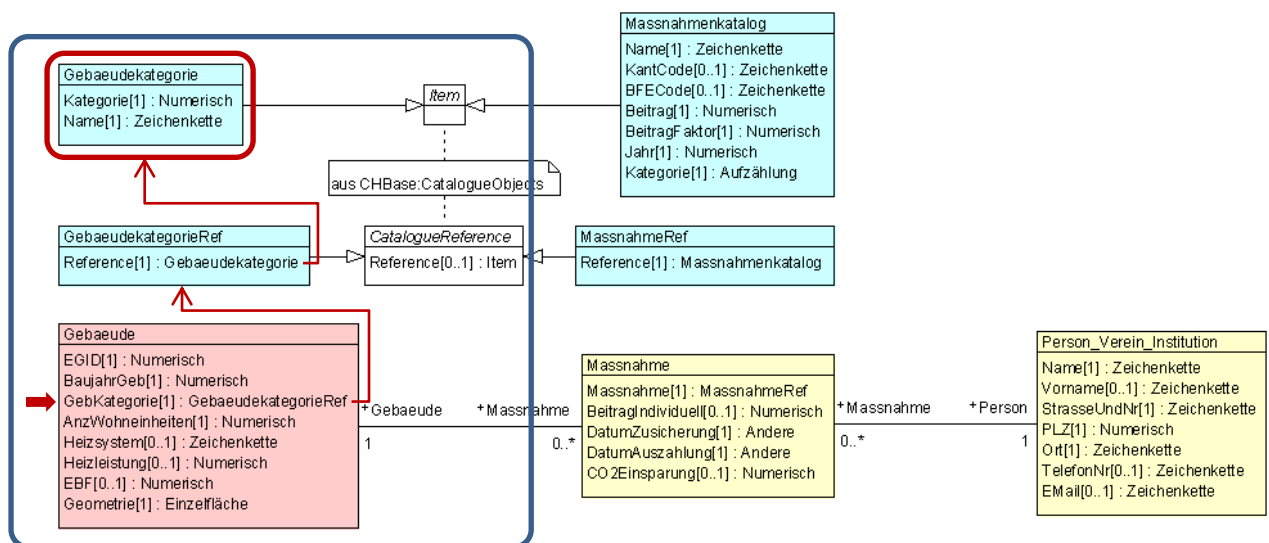 Massnahmenkatalog
Name[1] : Zeichenkette
KantCode[0..1] : Zeichenkette
BFECode[0..1] : Zeichenkette
Beitrag[1] : Numerisch
BeitragFaktor[1] : Numerisch
Jahr[1] : Numerisch
Kategorie[1] : Aufzählung
Gebaeudekategorie
Kategorie[1] : Numerisch
Name[1] : Zeichenkette
Item
aus CHBase:CatalogueObjects
GebaeudekategorieRef
Reference[1] : Gebaeudekategorie
CatalogueReference
Reference[0..1] : Item
MassnahmeRef
Reference[1] : Massnahmenkatalog
Gebaeude
EGID[1] : Numerisch
BaujahrGeb[1] : Numerisch
GebKategorie[1] : GebaeudekategorieRef
AnzWohneinheiten[1] : Numerisch
Heizsystem[0..1] : Zeichenkette
Heizleistung[0..1] : Numerisch
EBF[0..1] : Numerisch
Geometrie[1] : Einzelfläche
+Gebaeude
1
+Massnahme
0..*
Massnahme
Massnahme[1] : MassnahmeRef
BeitragIndividuell[0..1] : Numerisch
DatumZusicherung[1] : Andere
DatumAuszahlung[1] : Andere
CO2Einsparung[0..1] : Numerisch
+Massnahme
0..*
+Person
1
Person_Verein_Institution
Name[1] : Zeichenkette
Vorname[0..1] : Zeichenkette
StrasseUndNr[1] : Zeichenkette
PLZ[1] : Numerisch
Ort[1] : Zeichenkette
TelefonNr[0..1] : Zeichenkette
EMail[0..1] : Zeichenkette